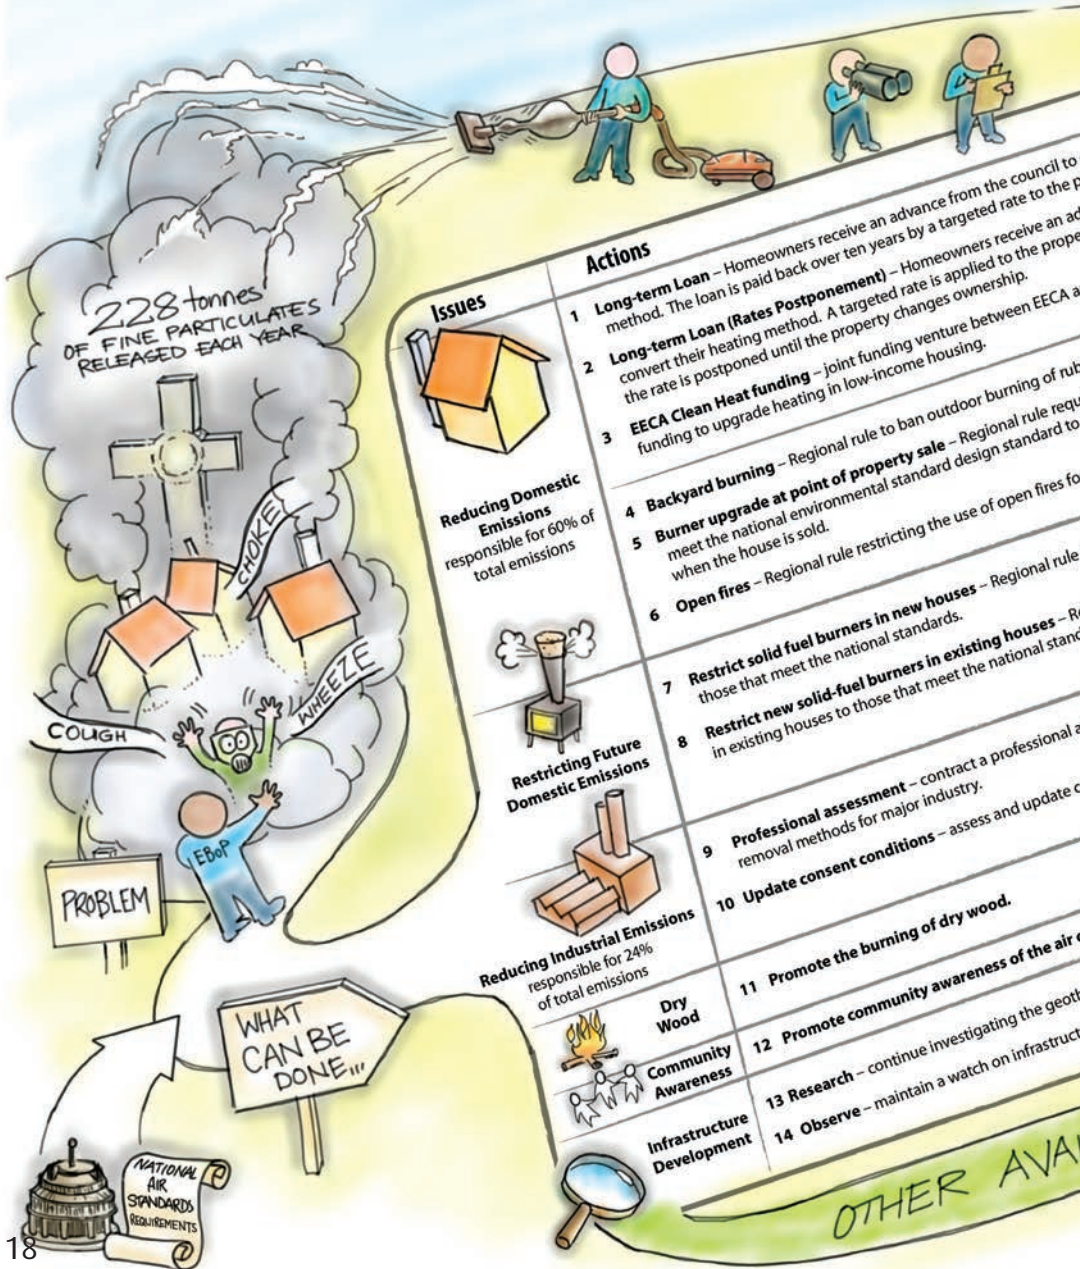 228 tonnes
OF FINE PARTICULATES
RELEASED EACH YEAR
CHOKE!
WHEEZE
COUGH
EBoP
PROBLEM
WHAT
CAN BE
DONE...
NATIONAL
AIR
STANDARDS
REQUIREMENTS
18
Issues
Actions
Reducing Domestic
Emissions
responsible for 60% of
total emissions
1 Long-term Loan – Homeowners receive an advance from the council to
method. The loan is paid back over ten years by a targeted rate to the p
2 Long-term Loan (Rates Postponement) – Homeowners receive an ad
convert their heating method. A targeted rate is applied to the prope
the rate is postponed until the property changes ownership.
3 EECA Clean Heat funding – joint funding venture between EECA a
funding to upgrade heating in low-income housing.
4 Backyard burning – Regional rule to ban outdoor burning of rub
5 Burner upgrade at point of property sale – Regional rule requ
meet the national environmental standard design standard to
when the house is sold.
6 Open fires – Regional rule restricting the use of open fires fo
Restricting Future
Domestic Emissions
7 Restrict solid fuel burners in new houses – Regional rule
those that meet the national standards.
8 Restrict new solid-fuel burners in existing houses – Re
in existing houses to those that meet the national stand
Reducing Industrial Emissions
responsible for 24%
of total emissions
9 Professional assessment – contract a professional a
removal methods for major industry.
10 Update consent conditions – assess and update c
Dry
Wood
11 Promote the burning of dry wood.
Community
Awareness
12 Promote community awareness of the air q
Infrastructure
Development
13 Research – continue investigating the geoth
14 Observe – maintain a watch on infrastruct
OTHER AVAI